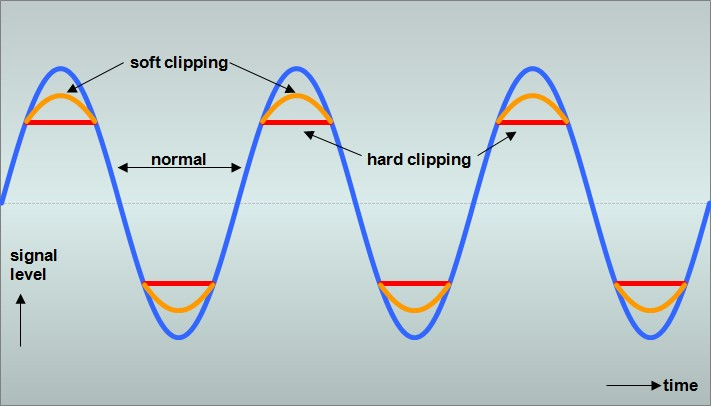 soft clipping
normal
hard clipping
signal
level
time